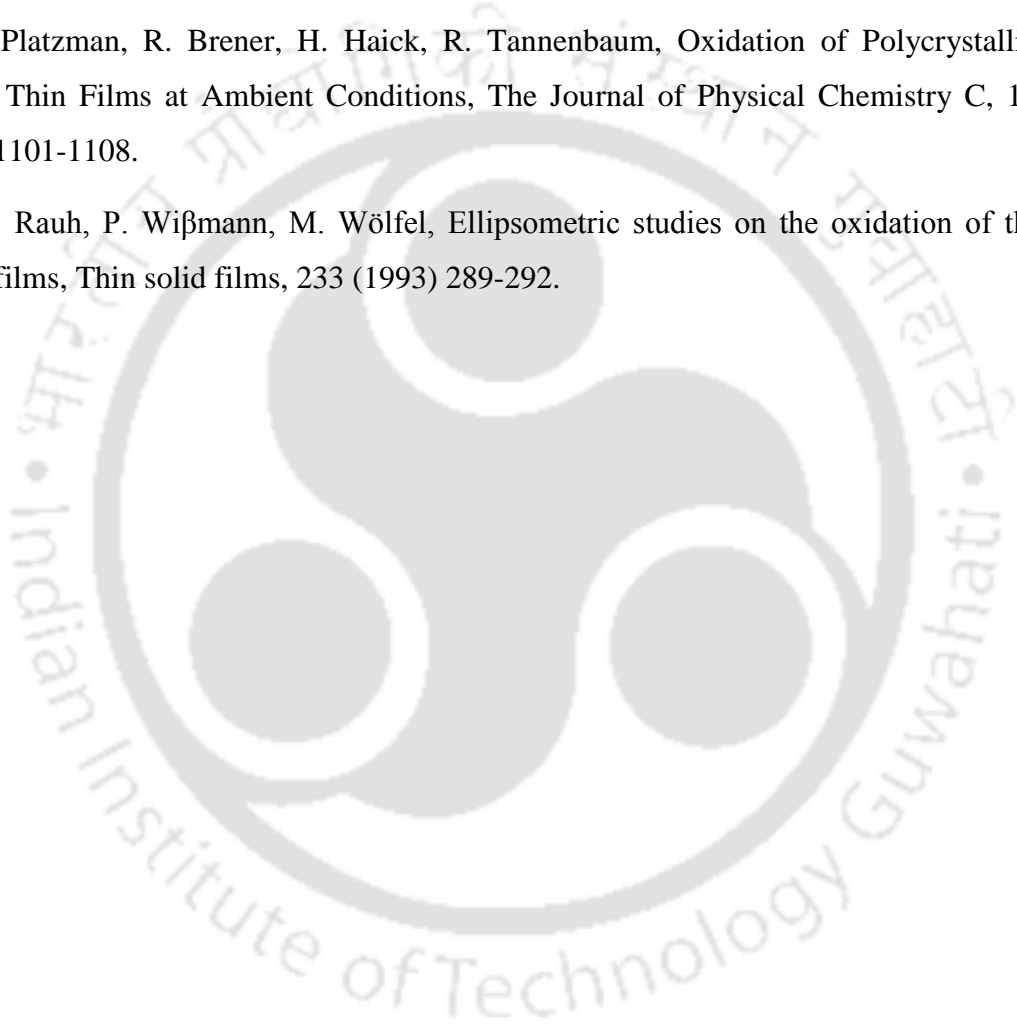 Platzman, R. Brener, H. Haick, R. Tannenbaum, Oxidation of Polycrystalli
Thin Films at Ambient Conditions, The Journal of Physical Chemistry C, 1
1101-1108.
Rauh, P. Wiβmann, M. Wölfel, Ellipsometric studies on the oxidation of th
films, Thin solid films, 233 (1993) 289-292.
भारतीय प्रौद्योगिकी संस्थान गुवाहाटी
• Indian Institute of Technology Guwahati •